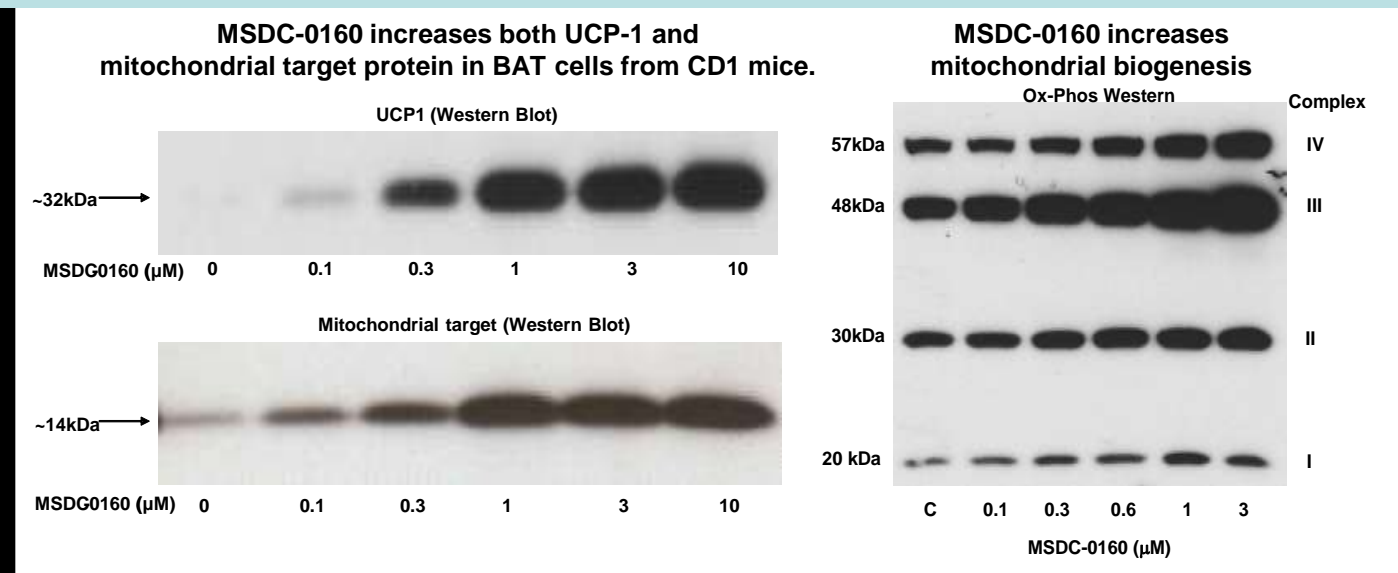 MSDC-0160 increases both UCP-1 and
mitochondrial target protein in BAT cells from CD1 mice.
UCP1 (Western Blot)
~32kDa
MSDG0160 (µM) 0 0.1 0.3 1 3 10
Mitochondrial target (Western Blot)
~14kDa
MSDG0160 (µM) 0 0.1 0.3 1 3 10
MSDC-0160 increases
mitochondrial biogenesis
Ox-Phos Western
Complex
57kDa IV
48kDa III
30kDa II
20 kDa I
C 0.1 0.3 0.6 1 3
MSDC-0160 (µM)